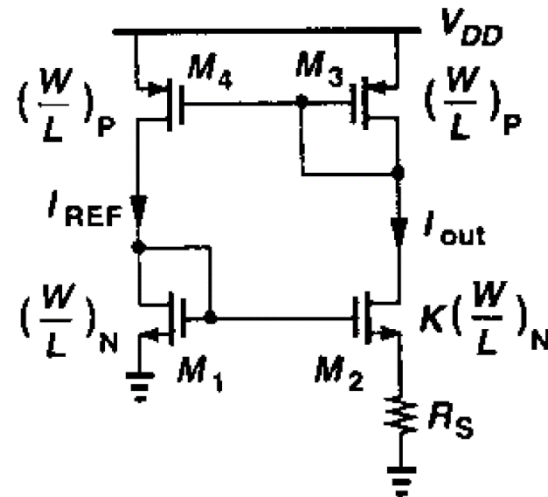 V_DD
(W/L)_P
M_4
M_3
(W/L)_P
I_REF
I_out
(W/L)_N
M_1
M_2
K(W/L)_N
R_S